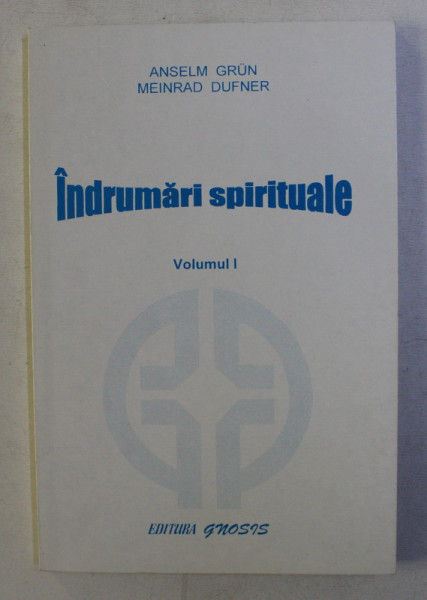 ANSELM GRÜN
MEINRAD DUFNER
Îndrumări spirituale
Volumul I
EDITURA GNOSIS